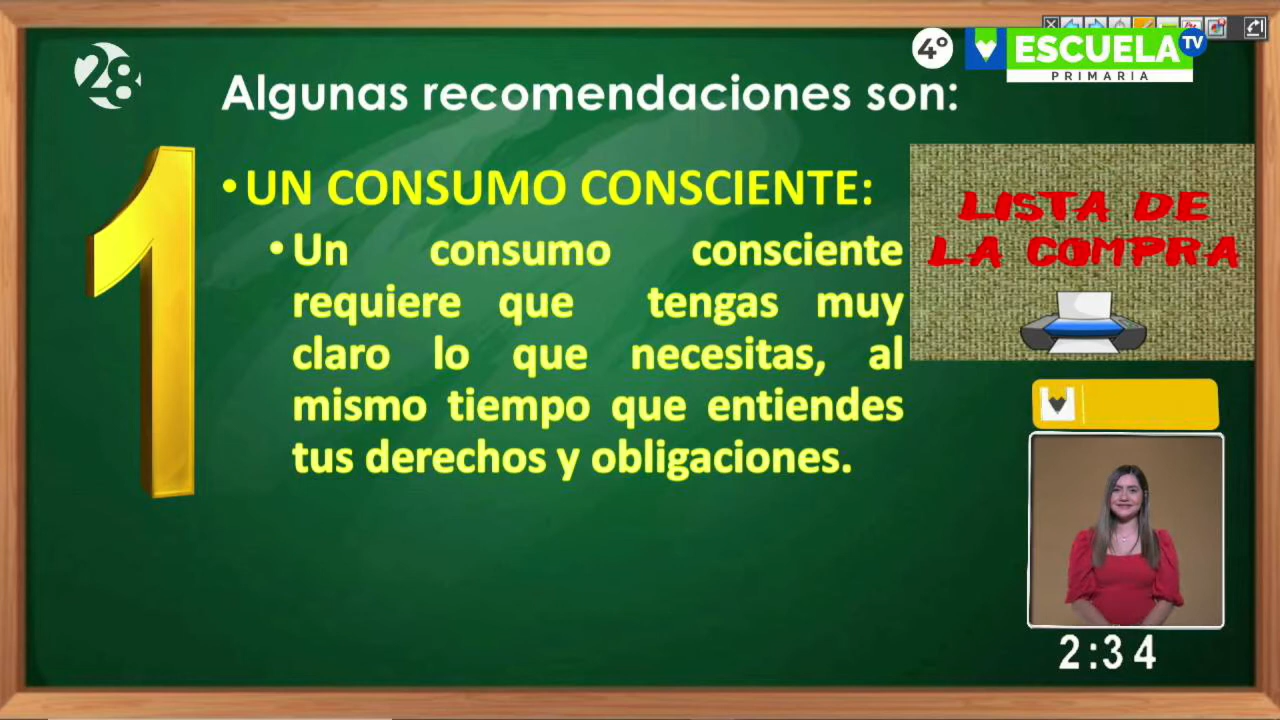 28
4°
ESCUELA TV
PRIMARIA
Algunas recomendaciones son:
1
• UN CONSUMO CONSCIENTE:
• Un consumo consciente
requiere que tengas muy
claro lo que necesitas, al
mismo tiempo que entiendes
tus derechos y obligaciones.
LISTA DE
LA COMPRA
2:34